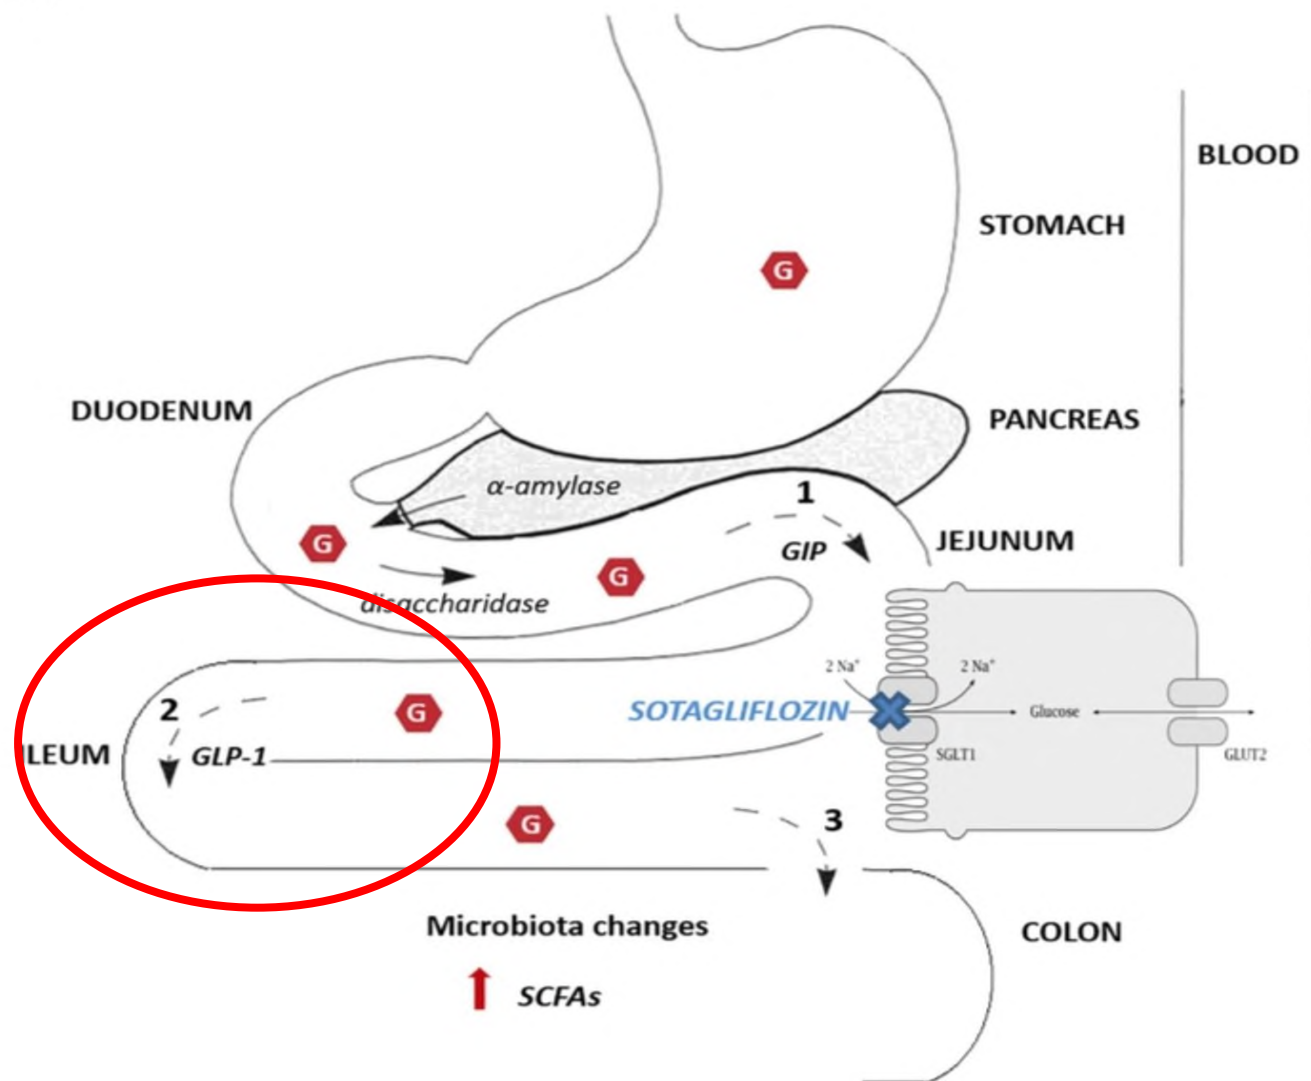 BLOOD
STOMACH
G
DUODENUM
PANCREAS
α-amylase
1
G
GIP
JEJUNUM
G
disaccharidase
2 Na⁺
2 Na⁺
2
G
SOTAGLIFLOZIN
Glucose
ILEUM
GLP-1
SGLT1
GLUT2
G
3
Microbiota changes
COLON
SCFAs